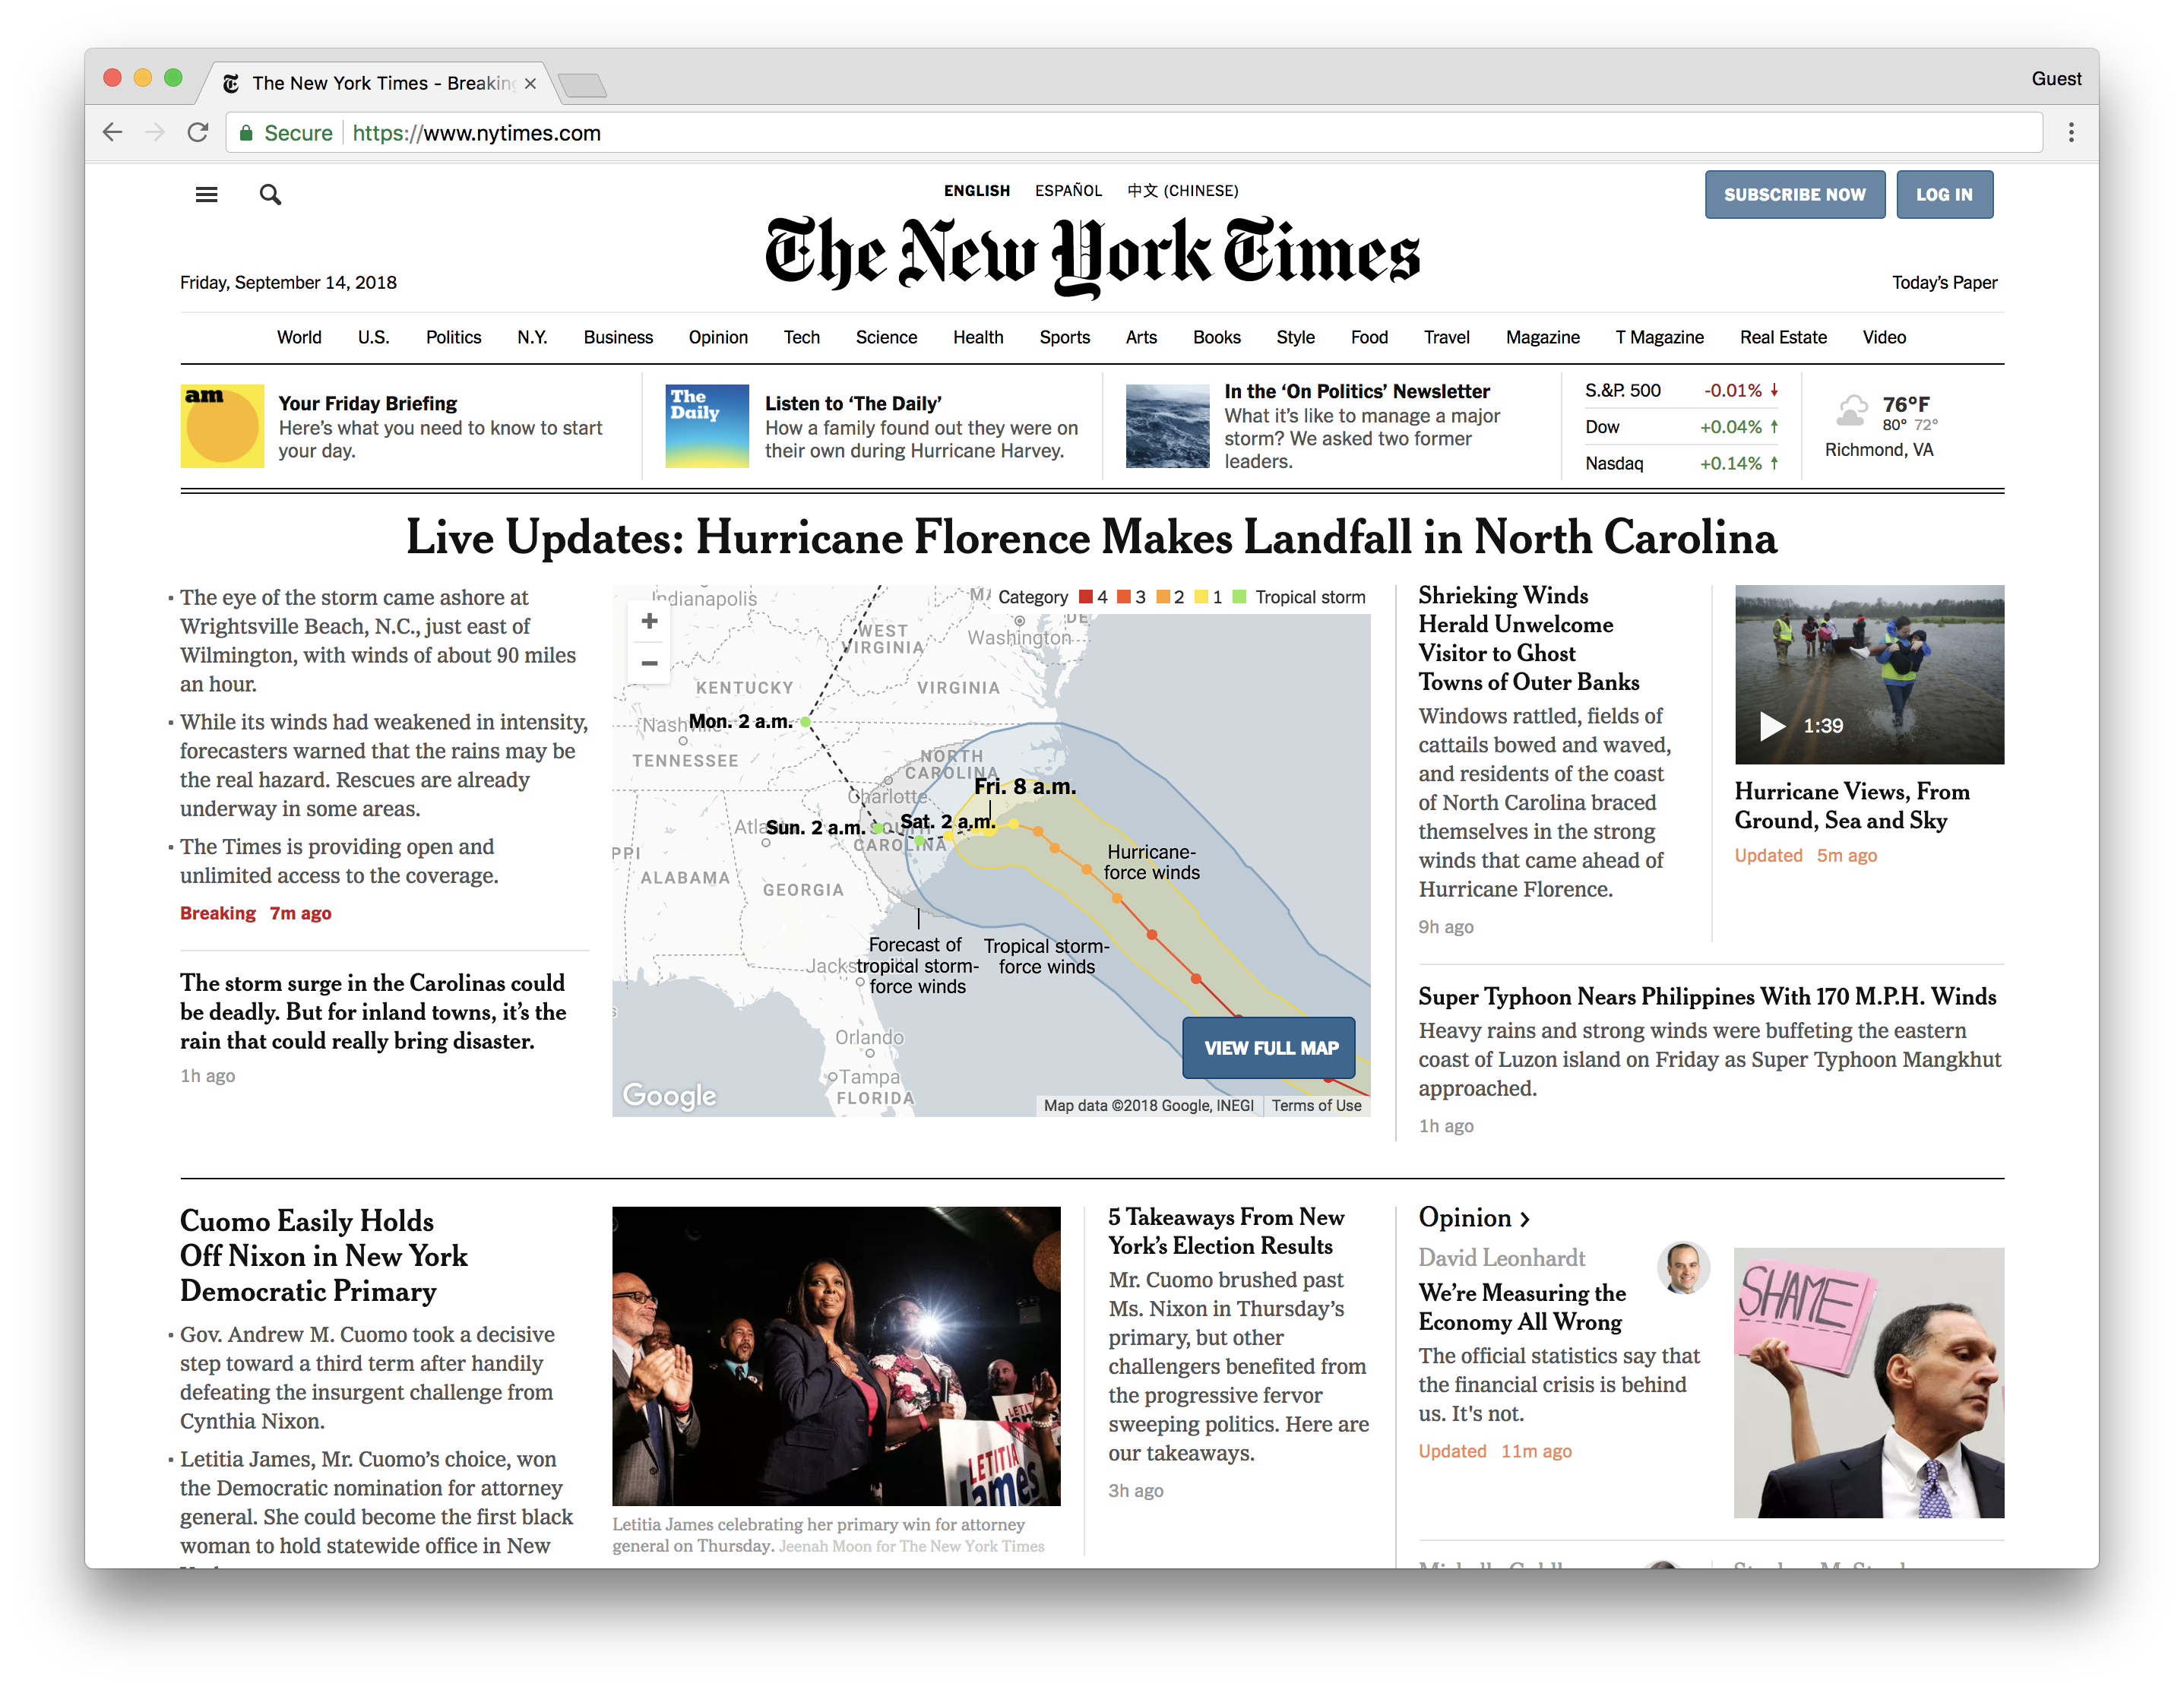 The New York Times - Breaking
Guest
Secure
https://www.nytimes.com
ENGLISH ESPAÑOL 中文 (CHINESE)
SUBSCRIBE NOW
LOG IN
The New York Times
Friday, September 14, 2018
Today's Paper
World U.S. Politics N.Y. Business Opinion Tech Science Health Sports Arts Books Style Food Travel Magazine T Magazine Real Estate Video
am
Your Friday Briefing
Here's what you need to know to start
your day.
The
Daily
Listen to ‘The Daily’
How a family found out they were on
their own during Hurricane Harvey.
In the ‘On Politics’ Newsletter
What it's like to manage a major
storm? We asked two former
leaders.
S.&P. 500 -0.01% ↓
Dow +0.04% ↑
Nasdaq +0.14% ↑
76°F
80° 72°
Richmond, VA
Live Updates: Hurricane Florence Makes Landfall in North Carolina
• The eye of the storm came ashore at
Wrightsville Beach, N.C., just east of
Wilmington, with winds of about 90 miles
an hour.
• While its winds had weakened in intensity,
forecasters warned that the rains may be
the real hazard. Rescues are already
underway in some areas.
• The Times is providing open and
unlimited access to the coverage.
Breaking 7m ago
The storm surge in the Carolinas could
be deadly. But for inland towns, it's the
rain that could really bring disaster.
1h ago
Category 4 3 2 1 Tropical storm
+
−
Indianapolis
WEST
VIRGINIA
Washington
DE
KENTUCKY
VIRGINIA
Nashville
Mon. 2 a.m.
TENNESSEE
NORTH
CAROLINA
Charlotte
Fri. 8 a.m.
Sat. 2 a.m.
Sun. 2 a.m.
SOUTH
CAROLINA
PPI
ALABAMA
GEORGIA
Hurricane-
force winds
Forecast of
tropical storm-
force winds
Tropical storm-
force winds
Orlando
Tampa
FLORIDA
VIEW FULL MAP
Google
Map data ©2018 Google, INEGI
Terms of Use
Shrieking Winds
Herald Unwelcome
Visitor to Ghost
Towns of Outer Banks
Windows rattled, fields of
cattails bowed and waved,
and residents of the coast
of North Carolina braced
themselves in the strong
winds that came ahead of
Hurricane Florence.
9h ago
1:39
Hurricane Views, From
Ground, Sea and Sky
Updated 5m ago
Super Typhoon Nears Philippines With 170 M.P.H. Winds
Heavy rains and strong winds were buffeting the eastern
coast of Luzon island on Friday as Super Typhoon Mangkhut
approached.
1h ago
Cuomo Easily Holds
Off Nixon in New York
Democratic Primary
• Gov. Andrew M. Cuomo took a decisive
step toward a third term after handily
defeating the insurgent challenge from
Cynthia Nixon.
• Letitia James, Mr. Cuomo's choice, won
the Democratic nomination for attorney
general. She could become the first black
woman to hold statewide office in New
LETITIA
James
Letitia James celebrating her primary win for attorney
general on Thursday. Jeenah Moon for The New York Times
5 Takeaways From New
York's Election Results
Mr. Cuomo brushed past
Ms. Nixon in Thursday's
primary, but other
challengers benefited from
the progressive fervor
sweeping politics. Here are
our takeaways.
3h ago
Opinion >
David Leonhardt
We're Measuring the
Economy All Wrong
The official statistics say that
the financial crisis is behind
us. It's not.
Updated 11m ago
SHAME